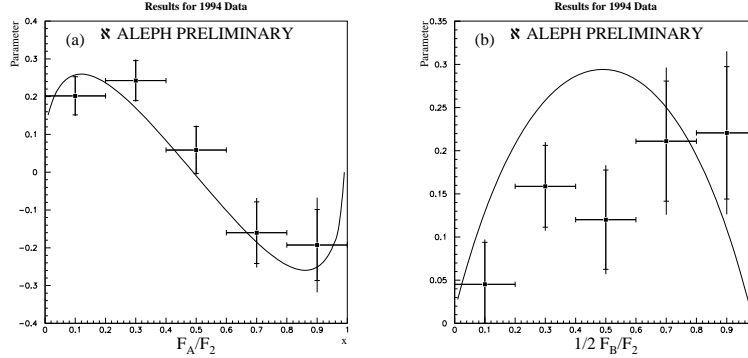 Results for 1994 Data
Parameter
0.4
(a)
ℵ ALEPH PRELIMINARY
0.3
0.2
0.1
0
-0.1
-0.2
-0.3
-0.4
0 0.1 0.2 0.3 0.4 0.5 0.6 0.7 0.8 0.9 1
F_A/F_2
x
Results for 1994 Data
Parameter
0.35
(b)
ℵ ALEPH PRELIMINARY
0.3
0.25
0.2
0.15
0.1
0.05
0
0 0.1 0.2 0.3 0.4 0.5 0.6 0.7 0.8 0.9
1/2 F_B/F_2